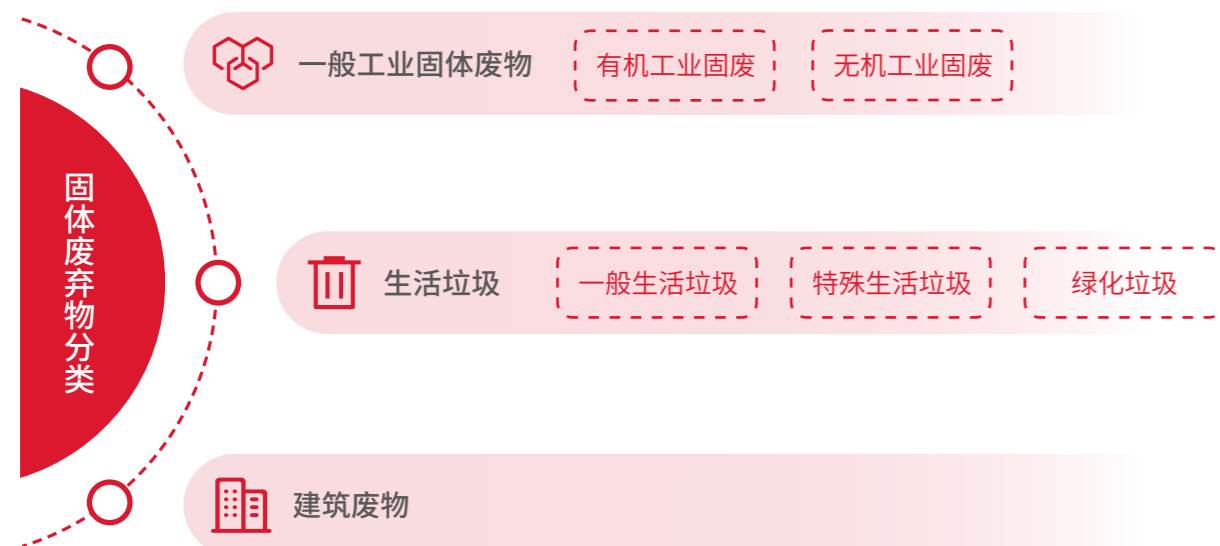 固体废弃物分类
一般工业固体废物 有机工业固废 无机工业固废
生活垃圾 一般生活垃圾 特殊生活垃圾 绿化垃圾
建筑废物